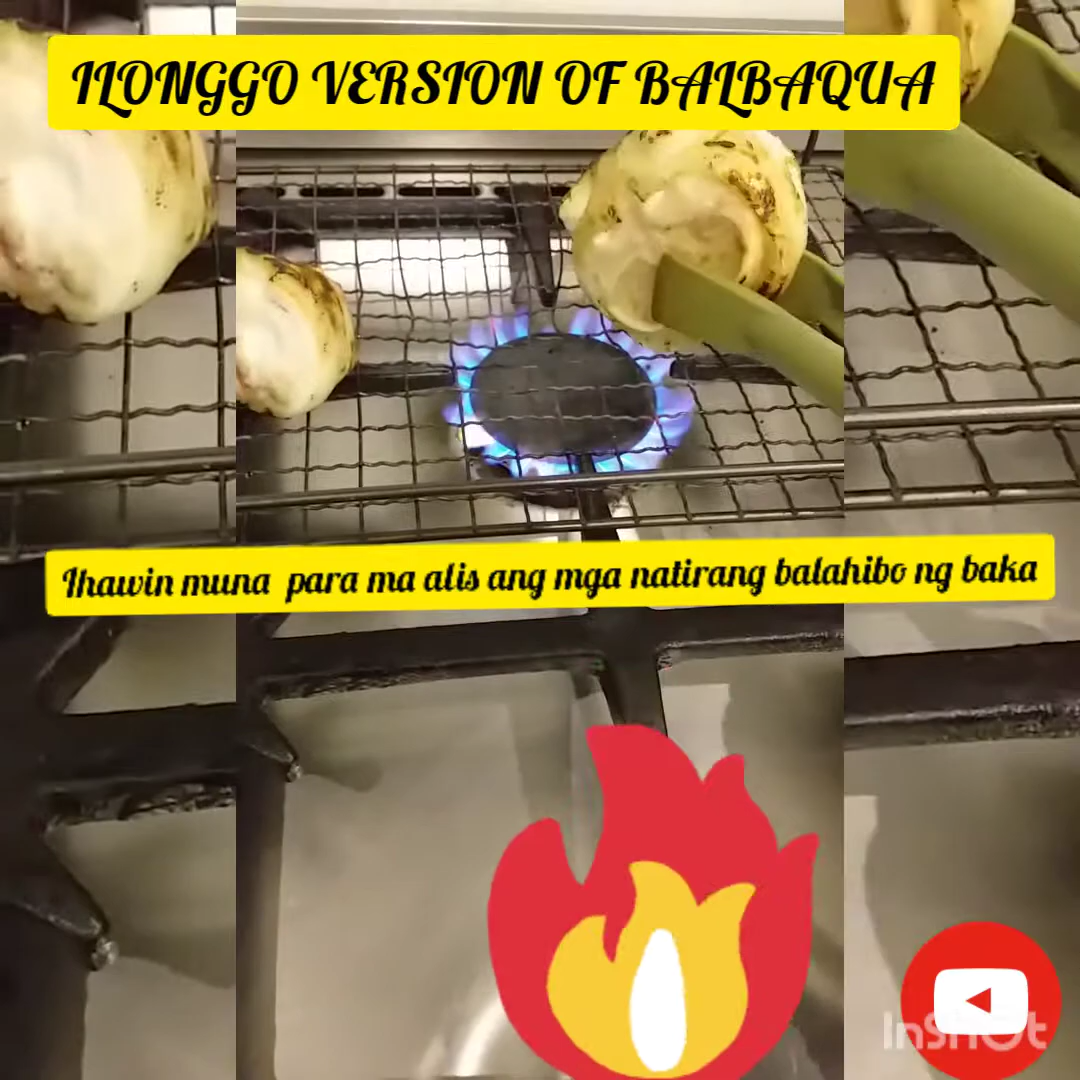 ILONGGO VERSION OF BALBAQUA
Ihawin muna para ma alis ang mga natirang balahibo ng baka
InShOt